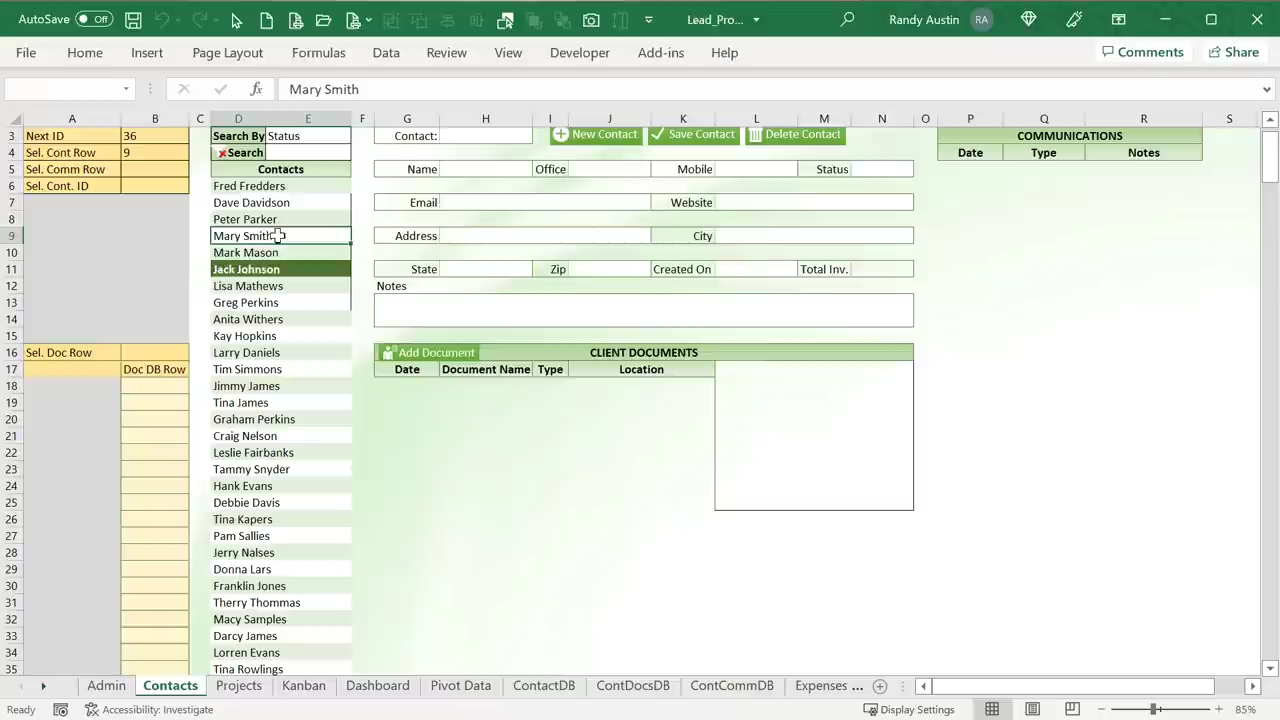 AutoSave Off Lead_Pro... Randy Austin RA
File Home Insert Page Layout Formulas Data Review View Developer Add-ins Help Comments Share
fx Mary Smith
A B C D E F G H I J K L M N O P Q R S
3 Next ID 36 Search By Status Contact: New Contact Save Contact Delete Contact COMMUNICATIONS
4 Sel. Cont Row 9 Search Date Type Notes
5 Sel. Comm Row Contacts Name Office Mobile Status
6 Sel. Cont. ID Fred Fredders
7 Dave Davidson Email Website
8 Peter Parker
9 Mary Smith Address City
10 Mark Mason
11 Jack Johnson State Zip Created On Total Inv.
12 Lisa Mathews Notes
13 Greg Perkins
14 Anita Withers
15 Kay Hopkins
16 Sel. Doc Row Larry Daniels Add Document CLIENT DOCUMENTS
17 Doc DB Row Tim Simmons Date Document Name Type Location
18 Jimmy James
19 Tina James
20 Graham Perkins
21 Craig Nelson
22 Leslie Fairbanks
23 Tammy Snyder
24 Hank Evans
25 Debbie Davis
26 Tina Kapers
27 Pam Sallies
28 Jerry Nalses
29 Donna Lars
30 Franklin Jones
31 Therry Thommas
32 Macy Samples
33 Darcy James
34 Lorren Evans
35 Tina Rowlings
Admin Contacts Projects Kanban Dashboard Pivot Data ContactDB ContDocsDB ContCommDB Expenses ...
Ready Accessibility: Investigate Display Settings 85%